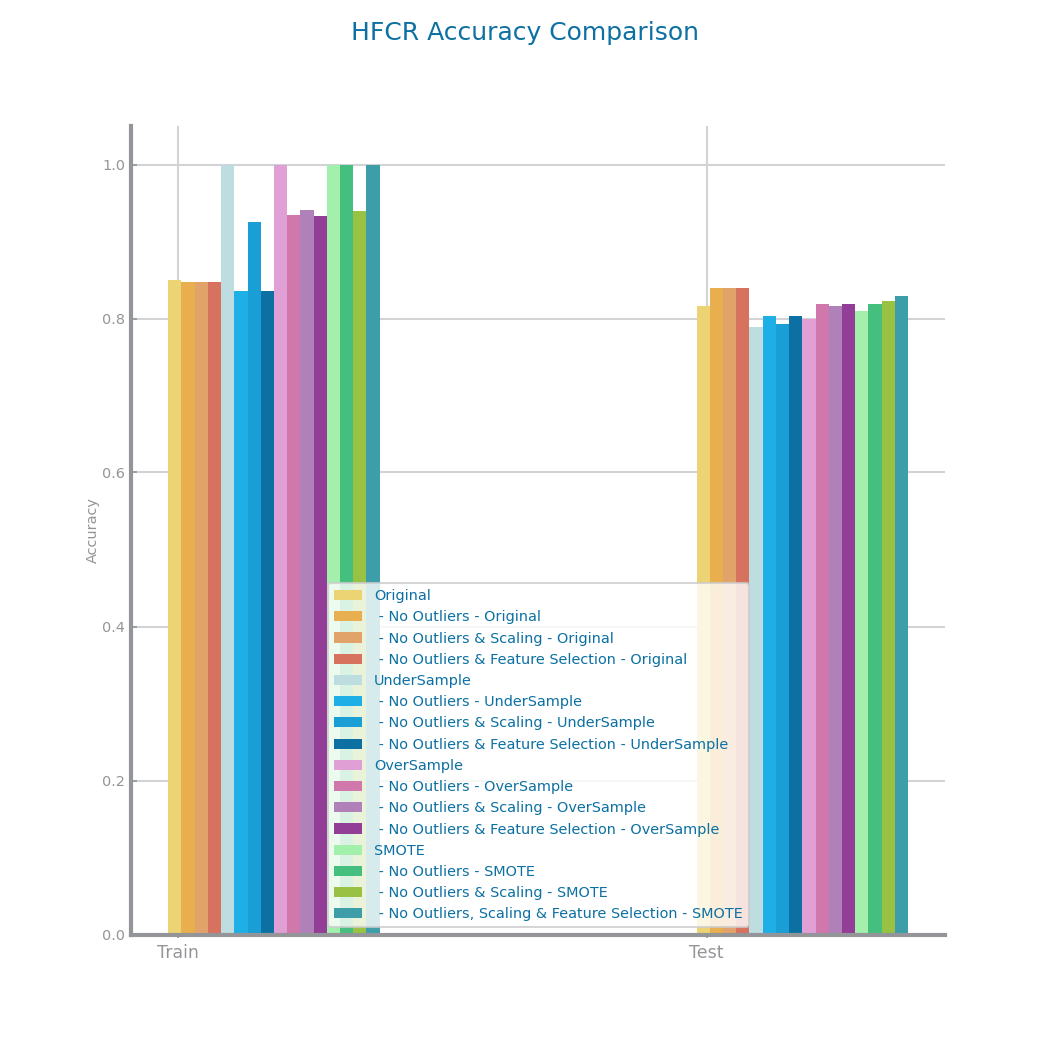 HFCR Accuracy Comparison
1.0
0.8
0.6
0.4
0.2
0.0
Accuracy
Original
- No Outliers - Original
- No Outliers & Scaling - Original
- No Outliers & Feature Selection - Original
UnderSample
- No Outliers - UnderSample
- No Outliers & Scaling - UnderSample
- No Outliers & Feature Selection - UnderSample
OverSample
- No Outliers - OverSample
- No Outliers & Scaling - OverSample
- No Outliers & Feature Selection - OverSample
SMOTE
- No Outliers - SMOTE
- No Outliers & Scaling - SMOTE
- No Outliers, Scaling & Feature Selection - SMOTE
Train
Test